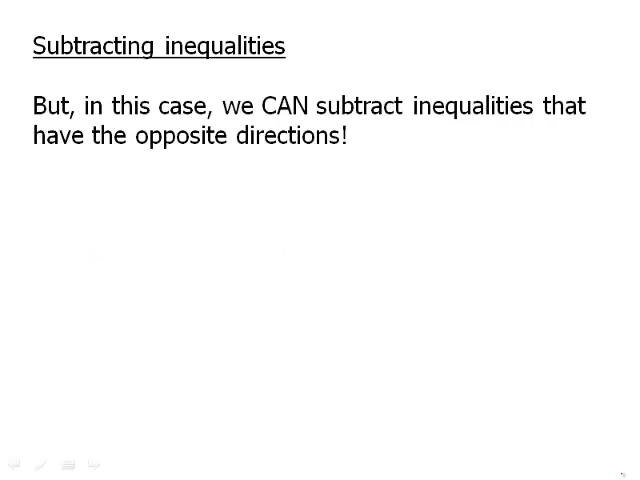 Subtracting inequalities
But, in this case, we CAN subtract inequalities that
have the opposite directions!